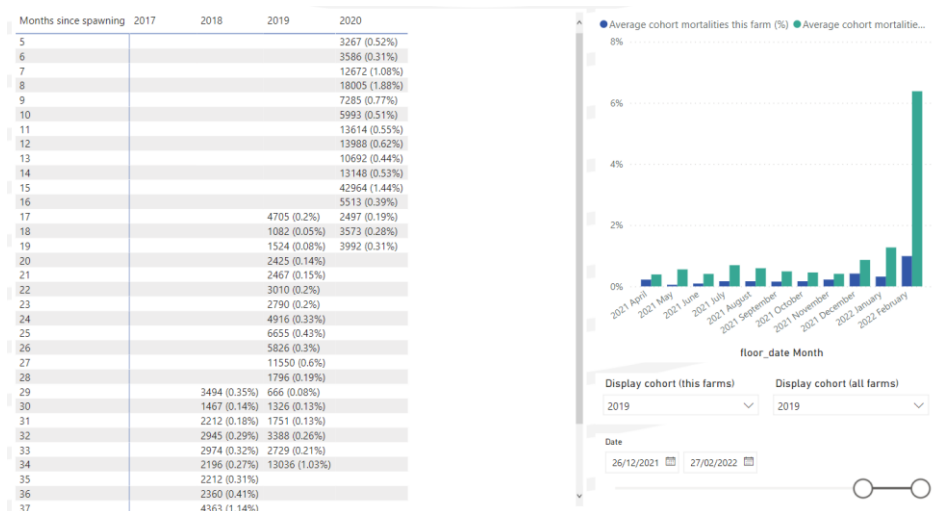 Months since spawning 2017 2018 2019 2020
5 3267 (0.52%)
6 3586 (0.31%)
7 12672 (1.08%)
8 18005 (1.88%)
9 7285 (0.77%)
10 5993 (0.51%)
11 13614 (0.55%)
12 13988 (0.62%)
13 10692 (0.44%)
14 13148 (0.53%)
15 42964 (1.44%)
16 5513 (0.39%)
17 4705 (0.2%) 2497 (0.19%)
18 1082 (0.05%) 3573 (0.28%)
19 1524 (0.08%) 3992 (0.31%)
20 2425 (0.14%)
21 2467 (0.15%)
22 3010 (0.2%)
23 2790 (0.2%)
24 4916 (0.33%)
25 6655 (0.43%)
26 5826 (0.3%)
27 11550 (0.6%)
28 1796 (0.19%)
29 3494 (0.35%) 666 (0.08%)
30 1467 (0.14%) 1326 (0.13%)
31 2212 (0.18%) 1751 (0.13%)
32 2945 (0.29%) 3388 (0.26%)
33 2974 (0.32%) 2729 (0.21%)
34 2196 (0.27%) 13036 (1.03%)
35 2212 (0.31%)
36 2360 (0.41%)
37 4363 (1.14%)
Average cohort mortalities this farm (%) Average cohort mortalitie...
8%
6%
4%
2%
0%
2021 April
2021 May
2021 June
2021 July
2021 August
2021 September
2021 October
2021 November
2021 December
2022 January
2022 February
floor_date Month
Display cohort (this farms) Display cohort (all farms)
2019 2019
Date
26/12/2021 27/02/2022